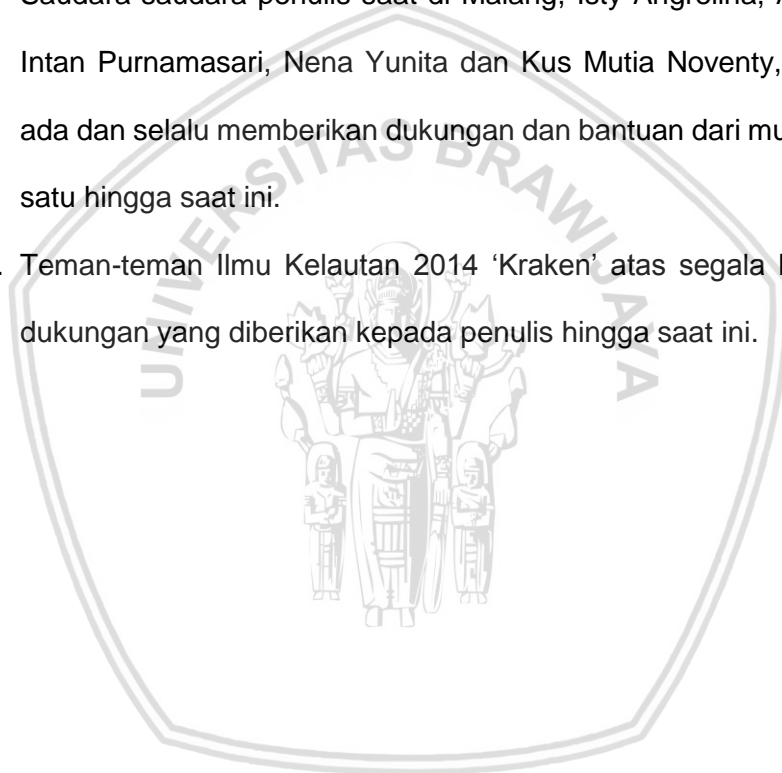 Saudara-saudara penulis saat di Malang, Isty Angrolina,
Intan Purnamasari, Nena Yunita dan Kus Mutia Noventy,
ada dan selalu memberikan dukungan dan bantuan dari
satu hingga saat ini.
. Teman-teman Ilmu Kelautan 2014 ‘Kraken’ atas segala
dukungan yang diberikan kepada penulis hingga saat ini.
UNIVERSITAS BRAWIJAYA